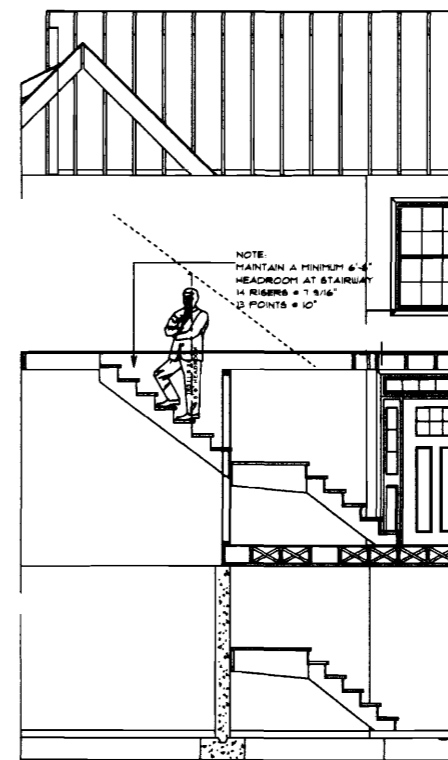 NOTE:
MAINTAIN A MINIMUM 6'-8"
HEADROOM AT STAIRWAY
14 RISERS @ 7 9/16"
13 POINTS @ 10"